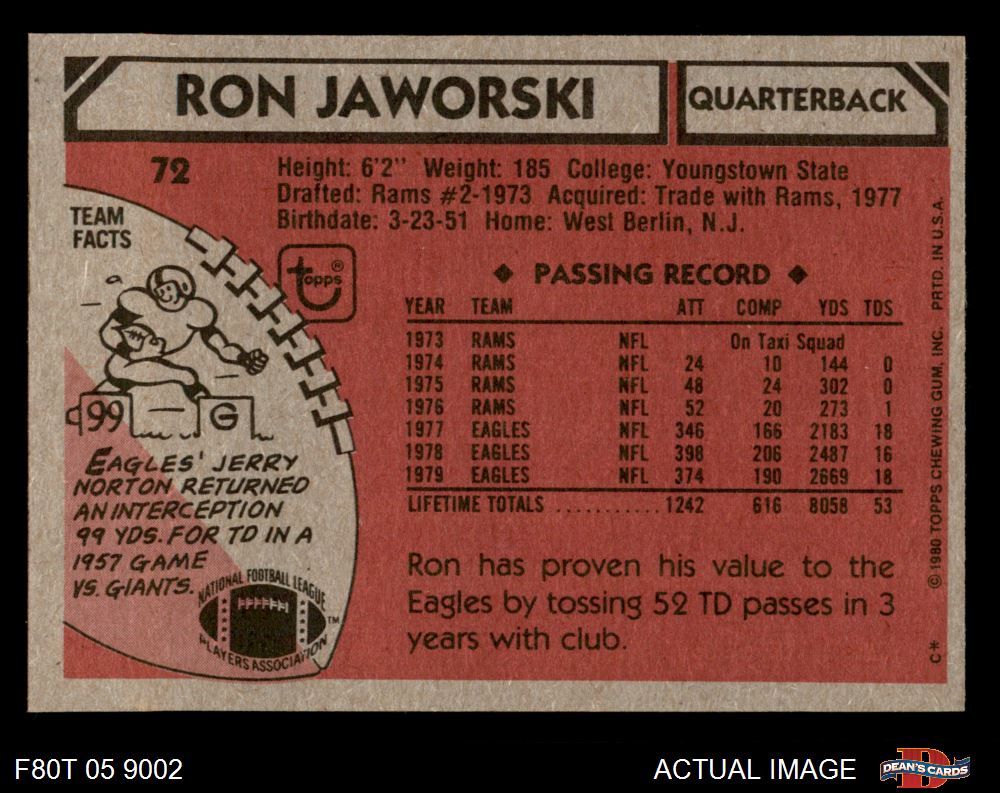 RON JAWORSKI
QUARTERBACK
72
Height: 6'2" Weight: 185 College: Youngstown State
Drafted: Rams #2-1973 Acquired: Trade with Rams, 1977
Birthdate: 3-23-51 Home: West Berlin, N.J.
TEAM
FACTS
topps®
99
G
EAGLES' JERRY
NORTON RETURNED
AN INTERCEPTION
99 YDS. FOR TD IN A
1957 GAME
VS. GIANTS.
NATIONAL FOOTBALL LEAGUE
PLAYERS ASSOCIATION
TM
◆ PASSING RECORD ◆
YEAR TEAM ATT COMP YDS TDS
1973 RAMS NFL On Taxi Squad
1974 RAMS NFL 24 10 144 0
1975 RAMS NFL 48 24 302 0
1976 RAMS NFL 52 20 273 1
1977 EAGLES NFL 346 166 2183 18
1978 EAGLES NFL 398 206 2487 16
1979 EAGLES NFL 374 190 2669 18
LIFETIME TOTALS ........... 1242 616 8058 53
Ron has proven his value to the
Eagles by tossing 52 TD passes in 3
years with club.
C* ©1980 TOPPS CHEWING GUM, INC. PRTD. IN U.S.A.
F80T 05 9002
ACTUAL IMAGE
D
DEAN'S CARDS